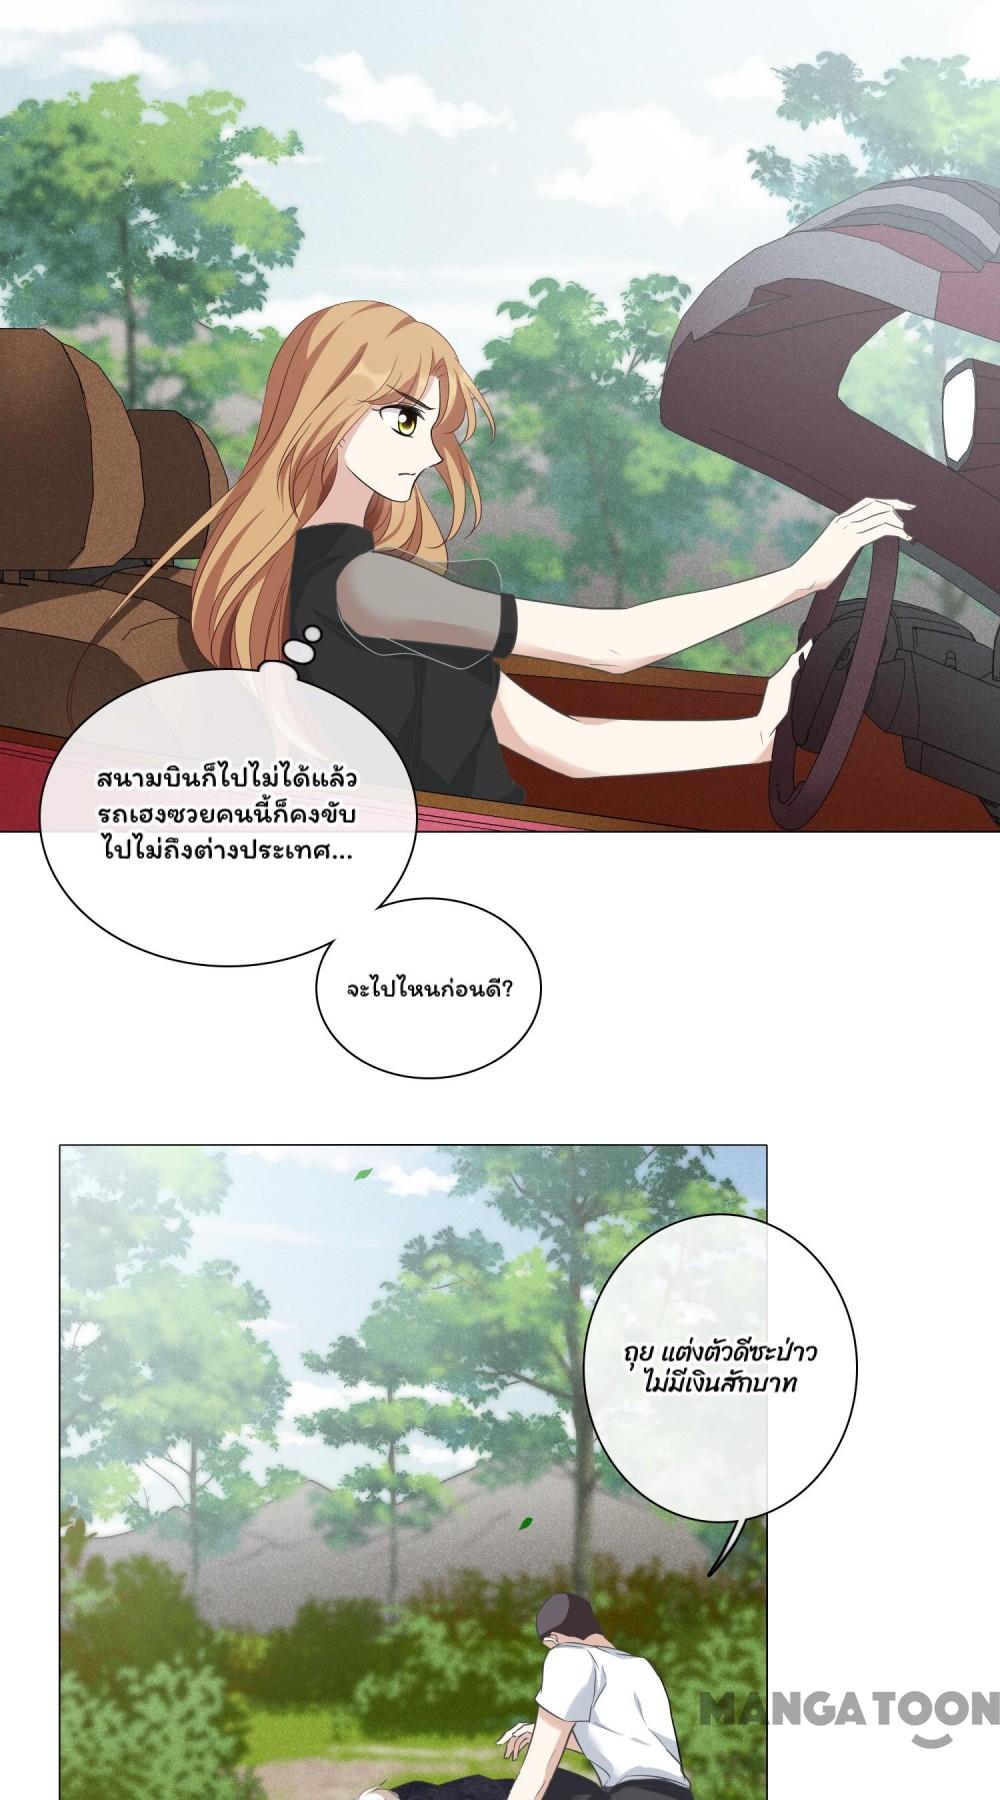 สนามบินก็ไปไม่ได้แล้ว
รถเฮงซวยคนนี้ก็คงขับ
ไปไม่ถึงต่างประเทศ...
จะไปไหนก่อนดี?
ถุย แต่งตัวดีซะป่าว
ไม่มีเงินสักบาท
MANGATOON